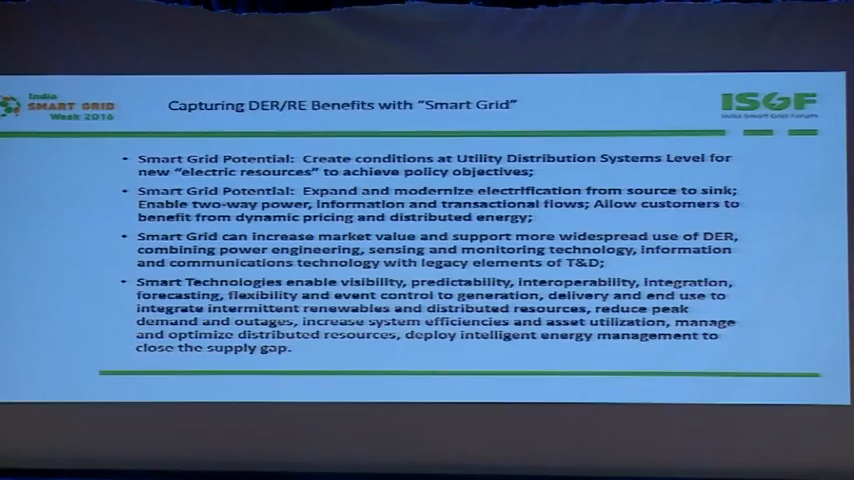 India
SMART GRID
Week 2016
Capturing DER/RE Benefits with “Smart Grid”
ISGF
India Smart Grid Forum
• Smart Grid Potential: Create conditions at Utility Distribution Systems Level for
new “electric resources” to achieve policy objectives;
• Smart Grid Potential: Expand and modernize electrification from source to sink;
Enable two-way power, information and transactional flows; Allow customers to
benefit from dynamic pricing and distributed energy;
• Smart Grid can increase market value and support more widespread use of DER,
combining power engineering, sensing and monitoring technology, information
and communications technology with legacy elements of T&D;
• Smart Technologies enable visibility, predictability, interoperability, integration,
forecasting, flexibility and event control to generation, delivery and end use to
integrate intermittent renewables and distributed resources, reduce peak
demand and outages, increase system efficiencies and asset utilization, manage
and optimize distributed resources, deploy intelligent energy management to
close the supply gap.